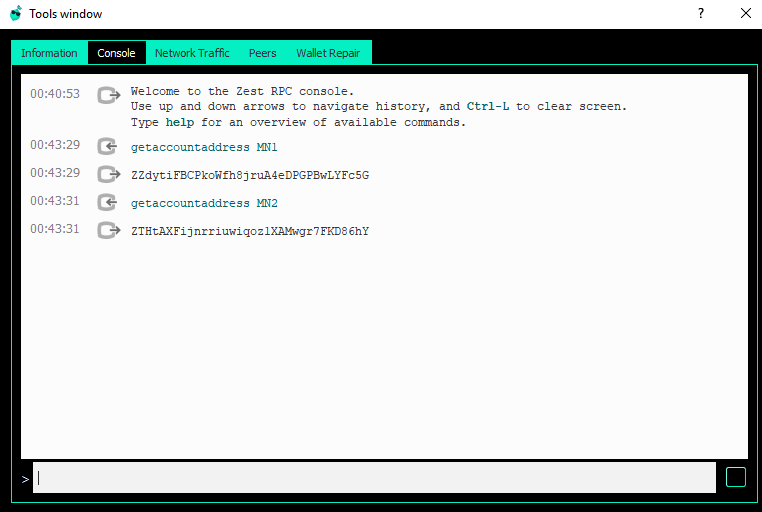 Tools window
?
Information Console Network Traffic Peers Wallet Repair
00:40:53 Welcome to the Zest RPC console.
Use up and down arrows to navigate history, and Ctrl-L to clear screen.
Type help for an overview of available commands.
00:43:29 getaccountaddress MN1
00:43:29 ZZdytiFBCPkoWfh8jruA4eDPGPBwLYFc5G
00:43:31 getaccountaddress MN2
00:43:31 ZTHtAXFijnrriuwiqozlXAMwgr7FKD86hY
>